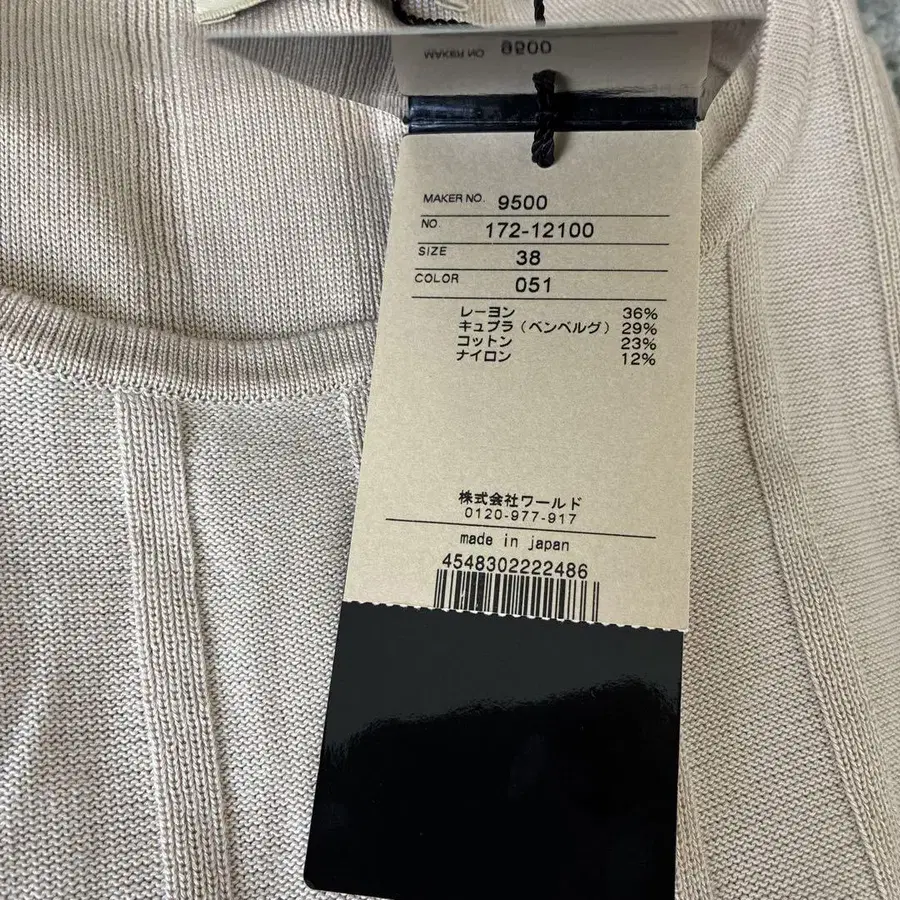 MAKER NO. 9500
MAKER NO. 9500
NO. 172-12100
SIZE 38
COLOR 051
レーヨン 36%
キュプラ（ベンベルグ） 29%
コットン 23%
ナイロン 12%
株式会社ワールド
0120-977-917
made in japan
4548302222486